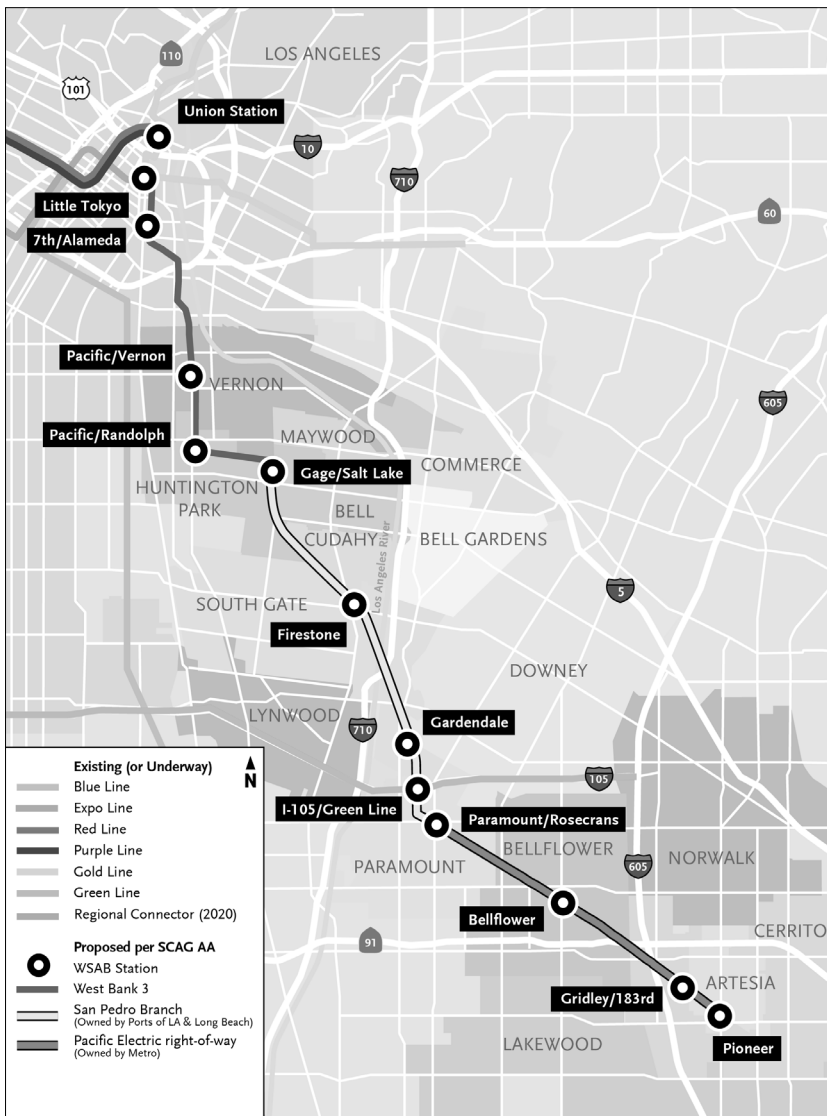 LOS ANGELES
110
101
Union Station
10
710
Little Tokyo
60
7th/Alameda
Pacific/Vernon
VERNON
605
Pacific/Randolph
MAYWOOD
Gage/Salt Lake
COMMERCE
HUNTINGTON
PARK
BELL
CUDAHY
BELL GARDENS
Los Angeles River
5
SOUTH GATE
Firestone
DOWNEY
LYNWOOD
710
Gardendale
105
I-105/Green Line
Paramount/Rosecrans
BELLFLOWER
PARAMOUNT
605
NORWALK
Bellflower
91
CERRITO
Gridley/183rd
ARTESIA
LAKEWOOD
Pioneer
Existing (or Underway)
N
Blue Line
Expo Line
Red Line
Purple Line
Gold Line
Green Line
Regional Connector (2020)
Proposed per SCAG AA
WSAB Station
West Bank 3
San Pedro Branch
(Owned by Ports of LA & Long Beach)
Pacific Electric right-of-way
(Owned by Metro)